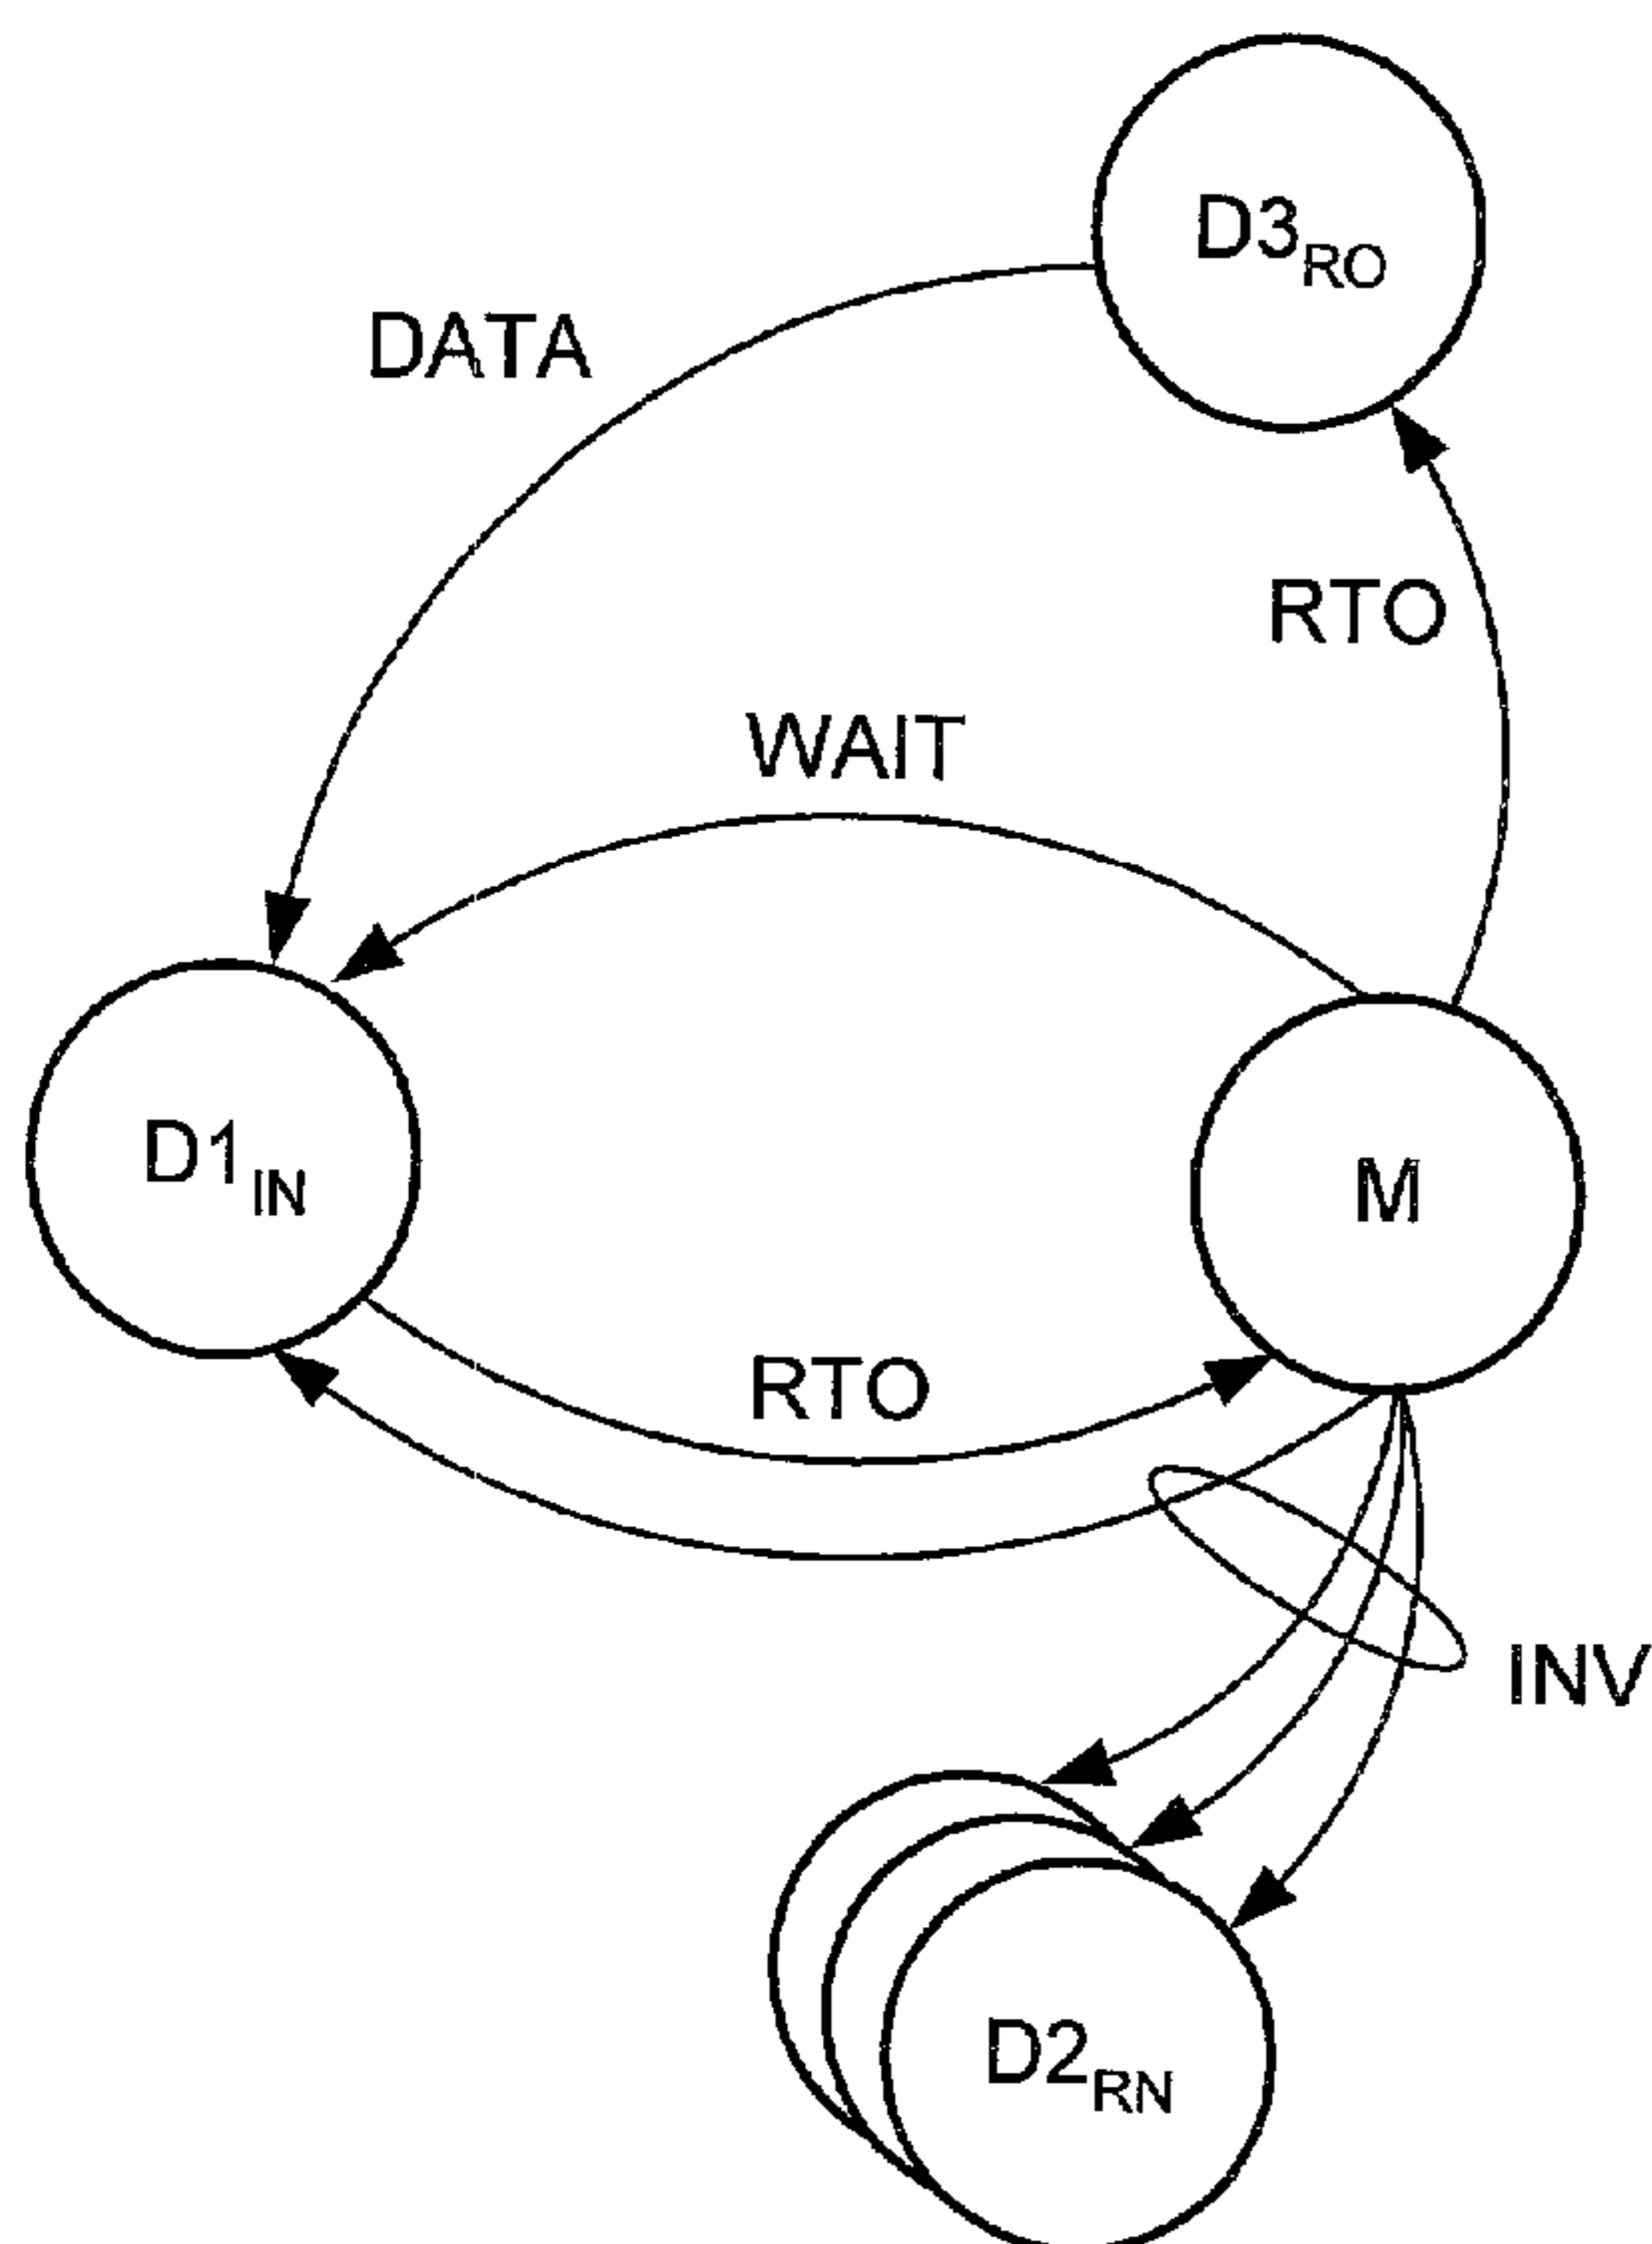 D3RO
DATA
RTO
WAIT
D1IN
M
RTO
INV
D2RN